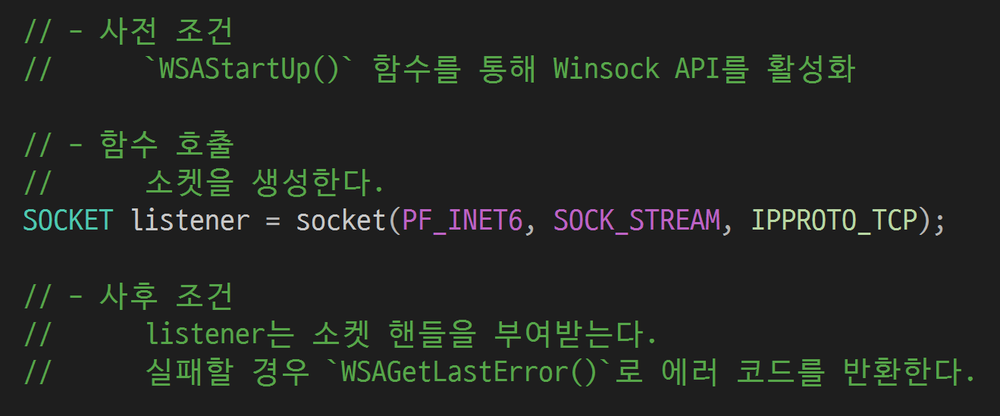 // - 사전 조건
//      `WSAStartUp()` 함수를 통해 Winsock API를 활성화
// - 함수 호출
//      소켓을 생성한다.
SOCKET listener = socket(PF_INET6, SOCK_STREAM, IPPROTO_TCP);
// - 사후 조건
//      listener는 소켓 핸들을 부여받는다.
//      실패할 경우 `WSAGetLastError()`로 에러 코드를 반환한다.